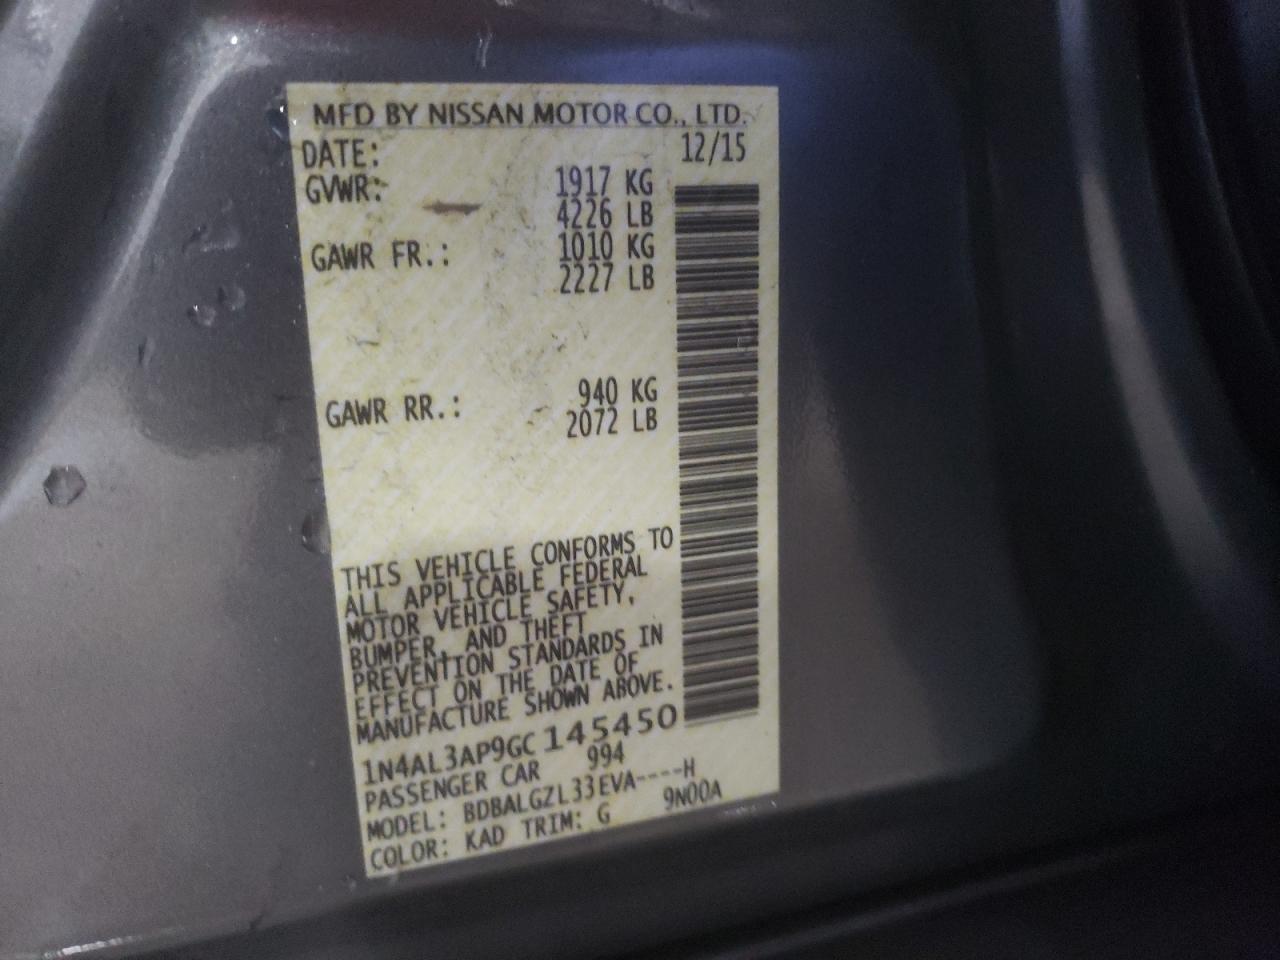 MFD BY NISSAN MOTOR CO., LTD.
DATE: 12/15
GVWR: 1917 KG
4226 LB
GAWR FR.: 1010 KG
2227 LB
GAWR RR.: 940 KG
2072 LB
THIS VEHICLE CONFORMS TO
ALL APPLICABLE FEDERAL
MOTOR VEHICLE SAFETY,
BUMPER, AND THEFT
PREVENTION STANDARDS IN
EFFECT ON THE DATE OF
MANUFACTURE SHOWN ABOVE.
1N4AL3AP9GC145450
PASSENGER CAR 994
MODEL: BDBALGZL33EVA----H
COLOR: KAD TRIM: G 9N00A